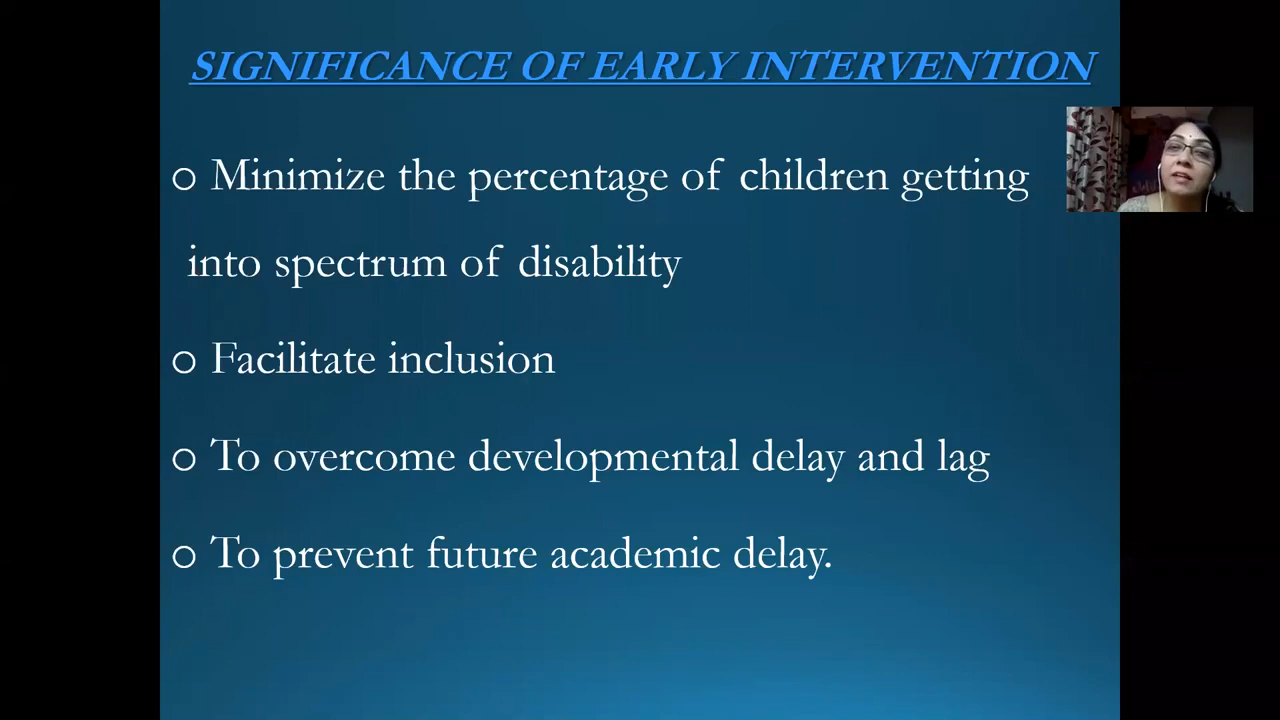 SIGNIFICANCE OF EARLY INTERVENTION
o Minimize the percentage of children getting
into spectrum of disability
o Facilitate inclusion
o To overcome developmental delay and lag
o To prevent future academic delay.